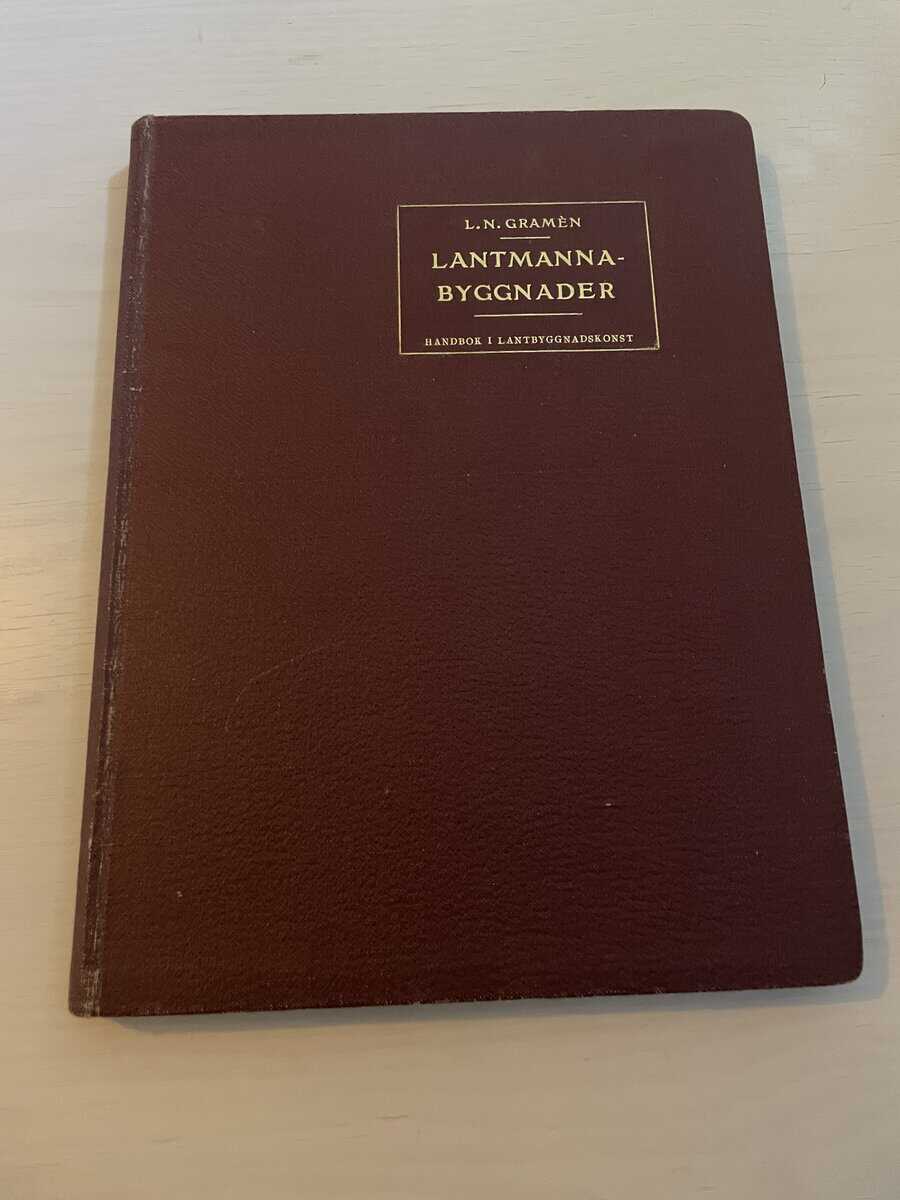 L. N. GRAMÈN
LANTMANNA-
BYGGNADER
HANDBOK I LANTBYGGNADSKONST